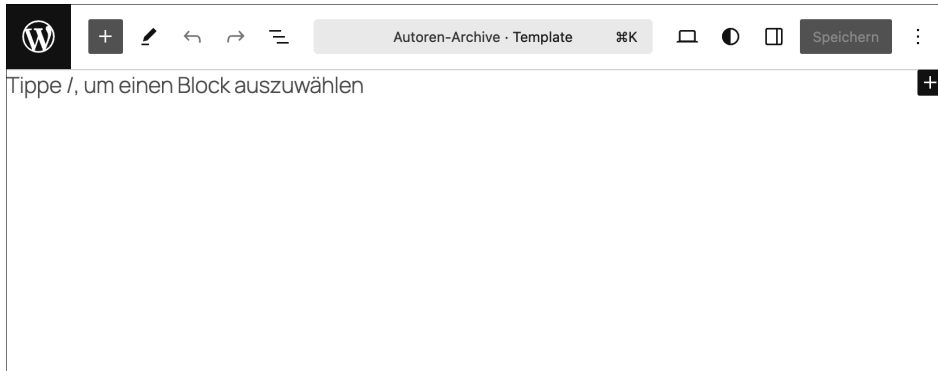 Autoren-Archive · Template ⌘K
Speichern
Tippe /, um einen Block auszuwählen